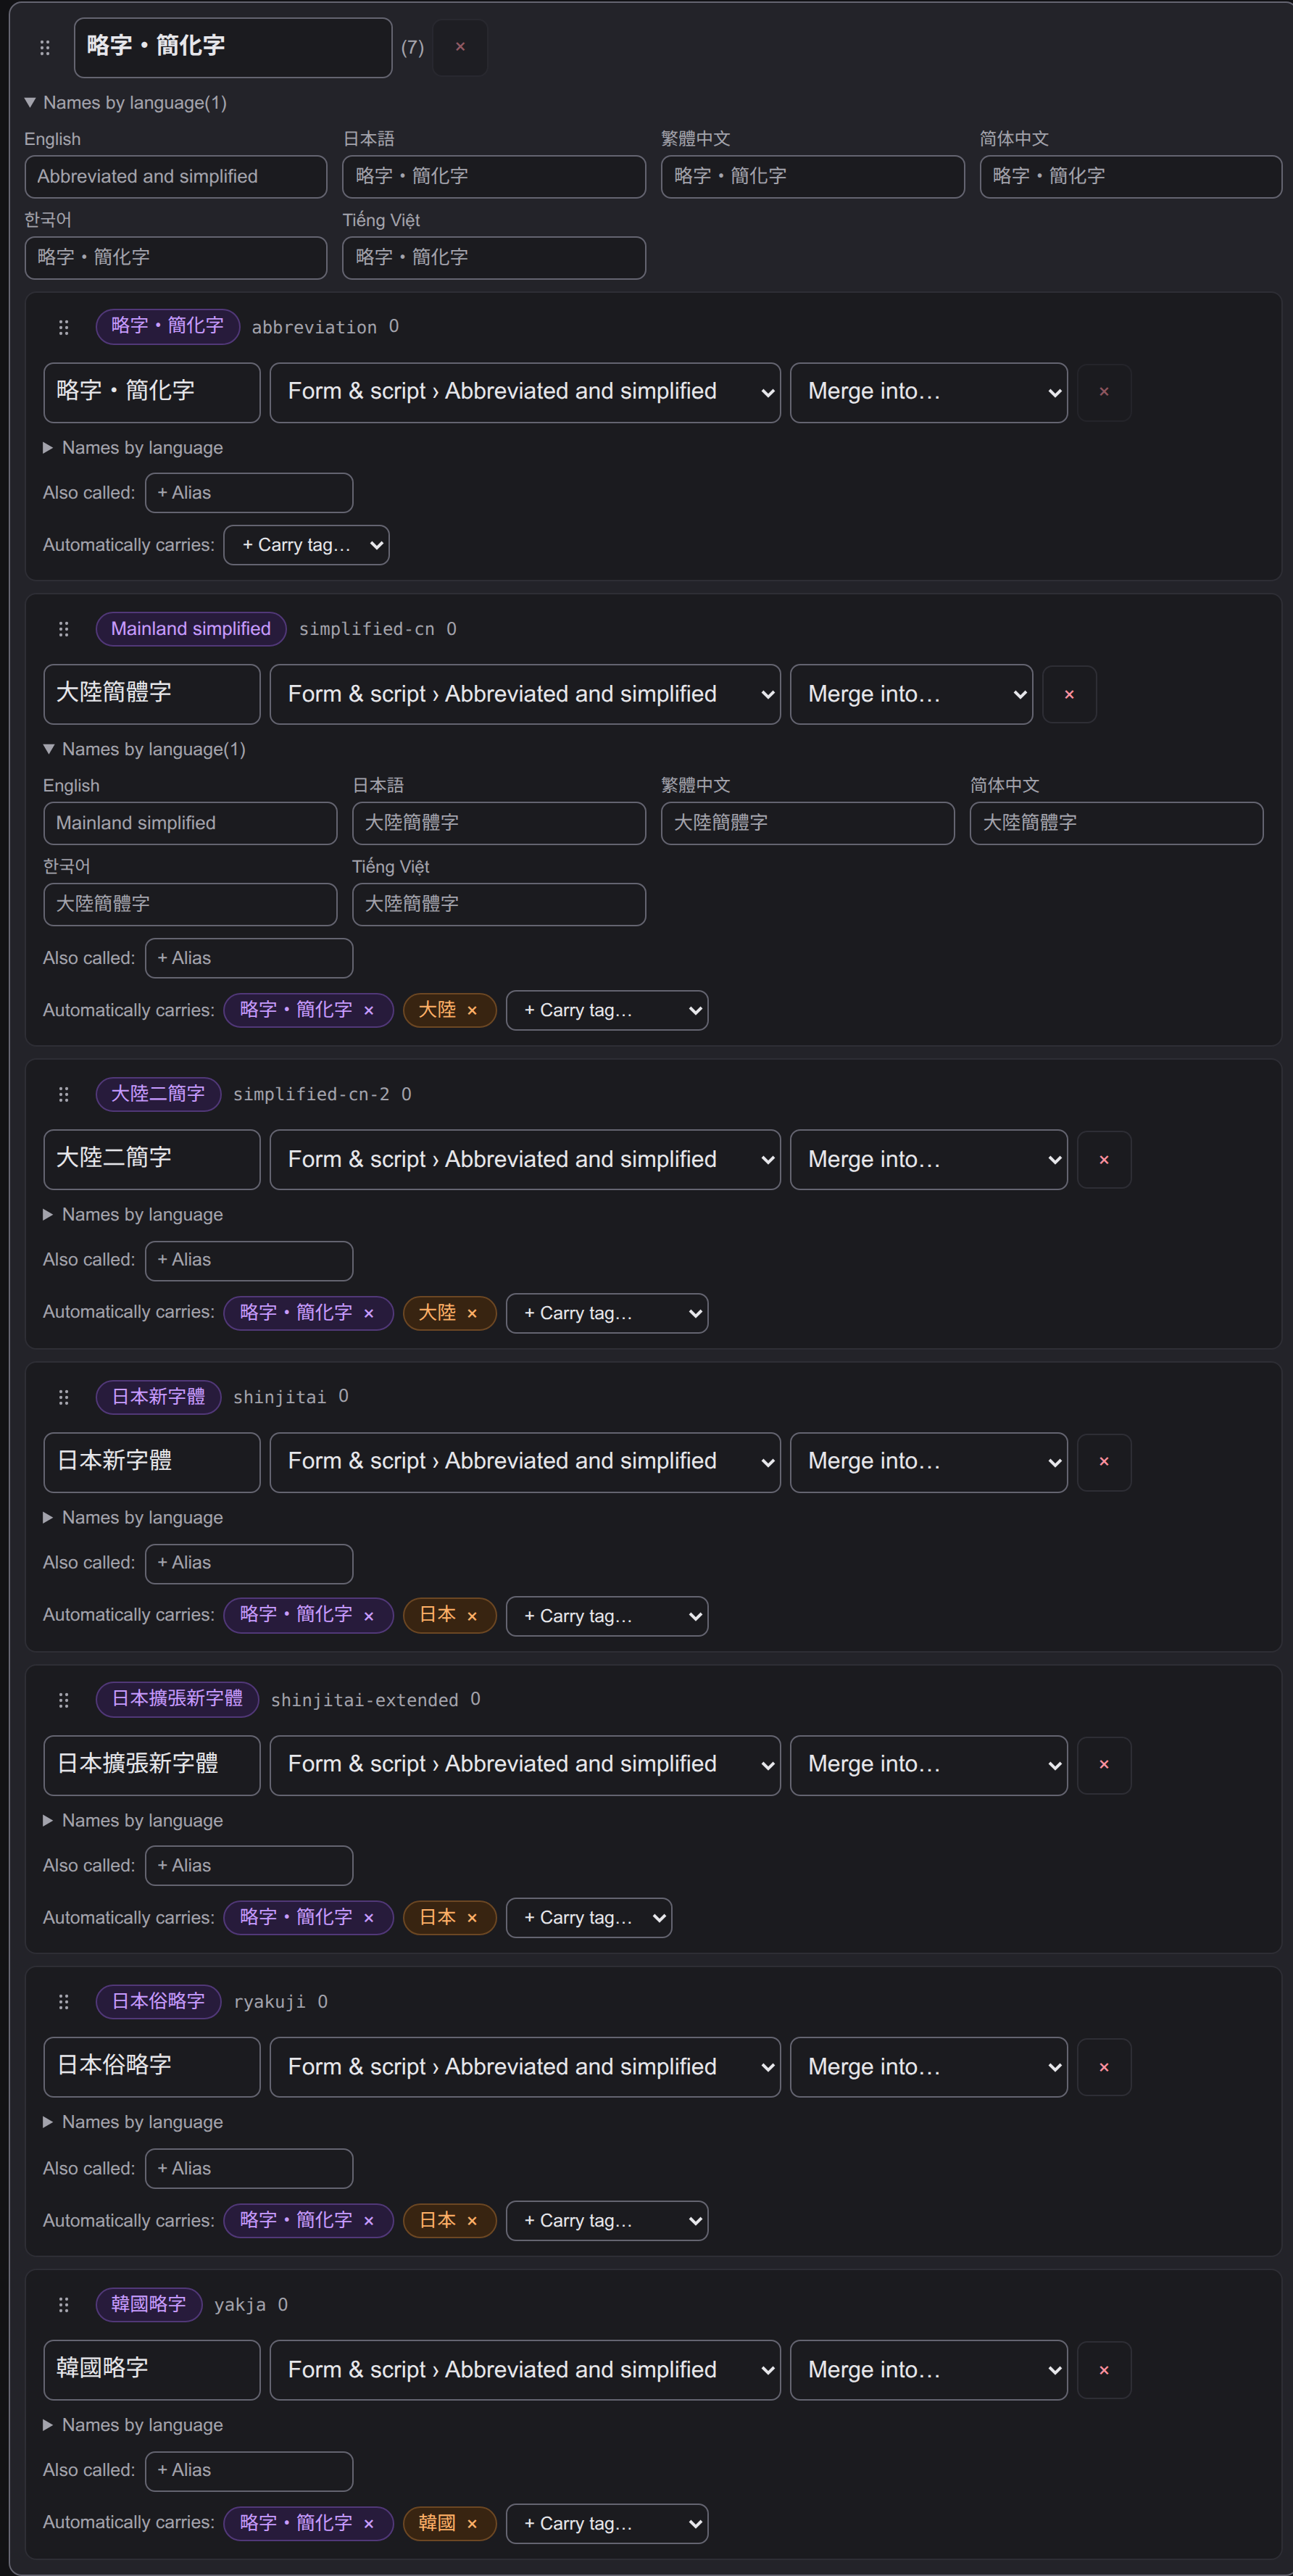 略字・簡化字 (7) ×
Names by language(1)
English 日本語 繁體中文 简体中文
Abbreviated and simplified 略字・簡化字 略字・簡化字 略字・簡化字
한국어 Tiếng Việt
略字・簡化字 略字・簡化字
略字・簡化字 abbreviation 0
略字・簡化字 Form & script › Abbreviated and simplified Merge into… ×
Names by language
Also called: + Alias
Automatically carries: + Carry tag…
Mainland simplified simplified-cn 0
大陸簡體字 Form & script › Abbreviated and simplified Merge into… ×
Names by language(1)
English 日本語 繁體中文 简体中文
Mainland simplified 大陸簡體字 大陸簡體字 大陸簡體字
한국어 Tiếng Việt
大陸簡體字 大陸簡體字
Also called: + Alias
Automatically carries: 略字・簡化字 × 大陸 × + Carry tag…
大陸二簡字 simplified-cn-2 0
大陸二簡字 Form & script › Abbreviated and simplified Merge into… ×
Names by language
Also called: + Alias
Automatically carries: 略字・簡化字 × 大陸 × + Carry tag…
日本新字體 shinjitai 0
日本新字體 Form & script › Abbreviated and simplified Merge into… ×
Names by language
Also called: + Alias
Automatically carries: 略字・簡化字 × 日本 × + Carry tag…
日本擴張新字體 shinjitai-extended 0
日本擴張新字體 Form & script › Abbreviated and simplified Merge into… ×
Names by language
Also called: + Alias
Automatically carries: 略字・簡化字 × 日本 × + Carry tag…
日本俗略字 ryakuji 0
日本俗略字 Form & script › Abbreviated and simplified Merge into… ×
Names by language
Also called: + Alias
Automatically carries: 略字・簡化字 × 日本 × + Carry tag…
韓國略字 yakja 0
韓國略字 Form & script › Abbreviated and simplified Merge into… ×
Names by language
Also called: + Alias
Automatically carries: 略字・簡化字 × 韓國 × + Carry tag…